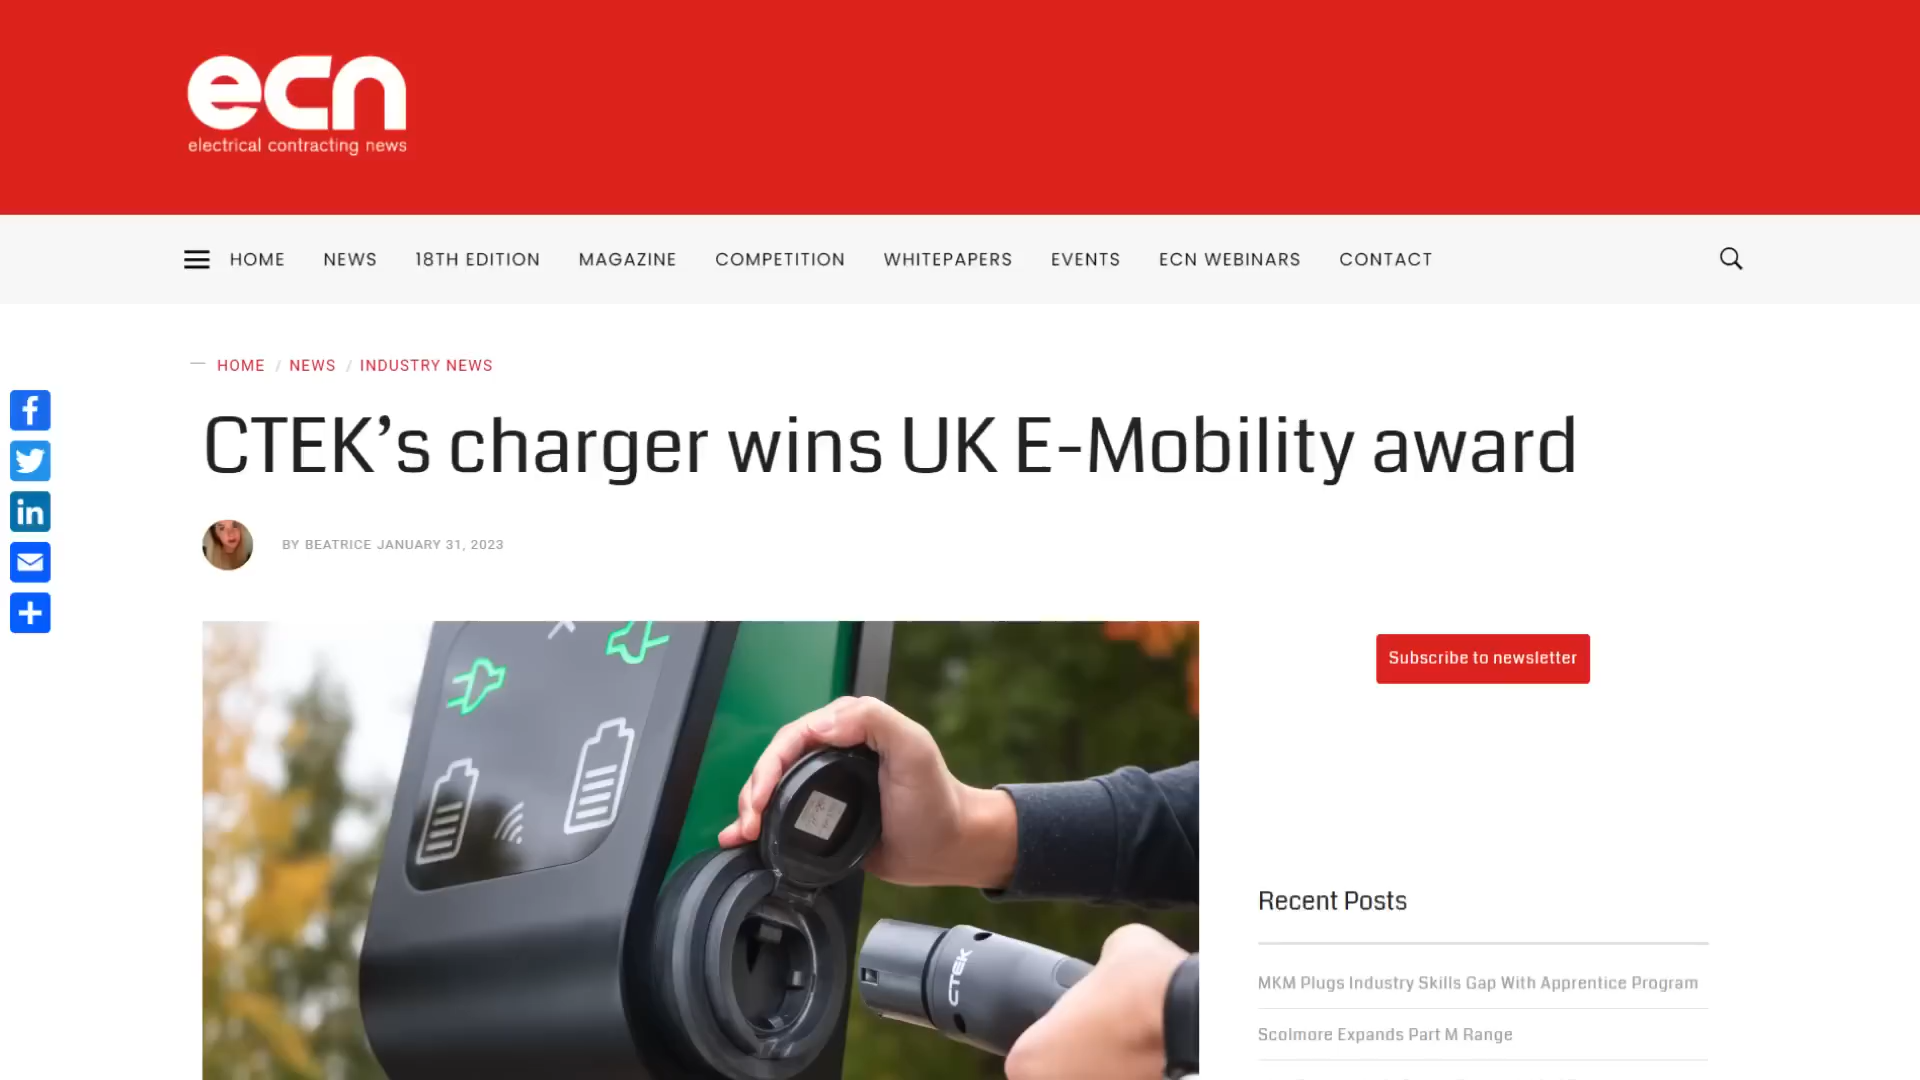 ecn
electrical contracting news
HOME NEWS 18TH EDITION MAGAZINE COMPETITION WHITEPAPERS EVENTS ECN WEBINARS CONTACT
HOME / NEWS / INDUSTRY NEWS
CTEK’s charger wins UK E-Mobility award
BY BEATRICE JANUARY 31, 2023
Subscribe to newsletter
CTEK
Recent Posts
MKM Plugs Industry Skills Gap With Apprentice Program
Scolmore Expands Part M Range